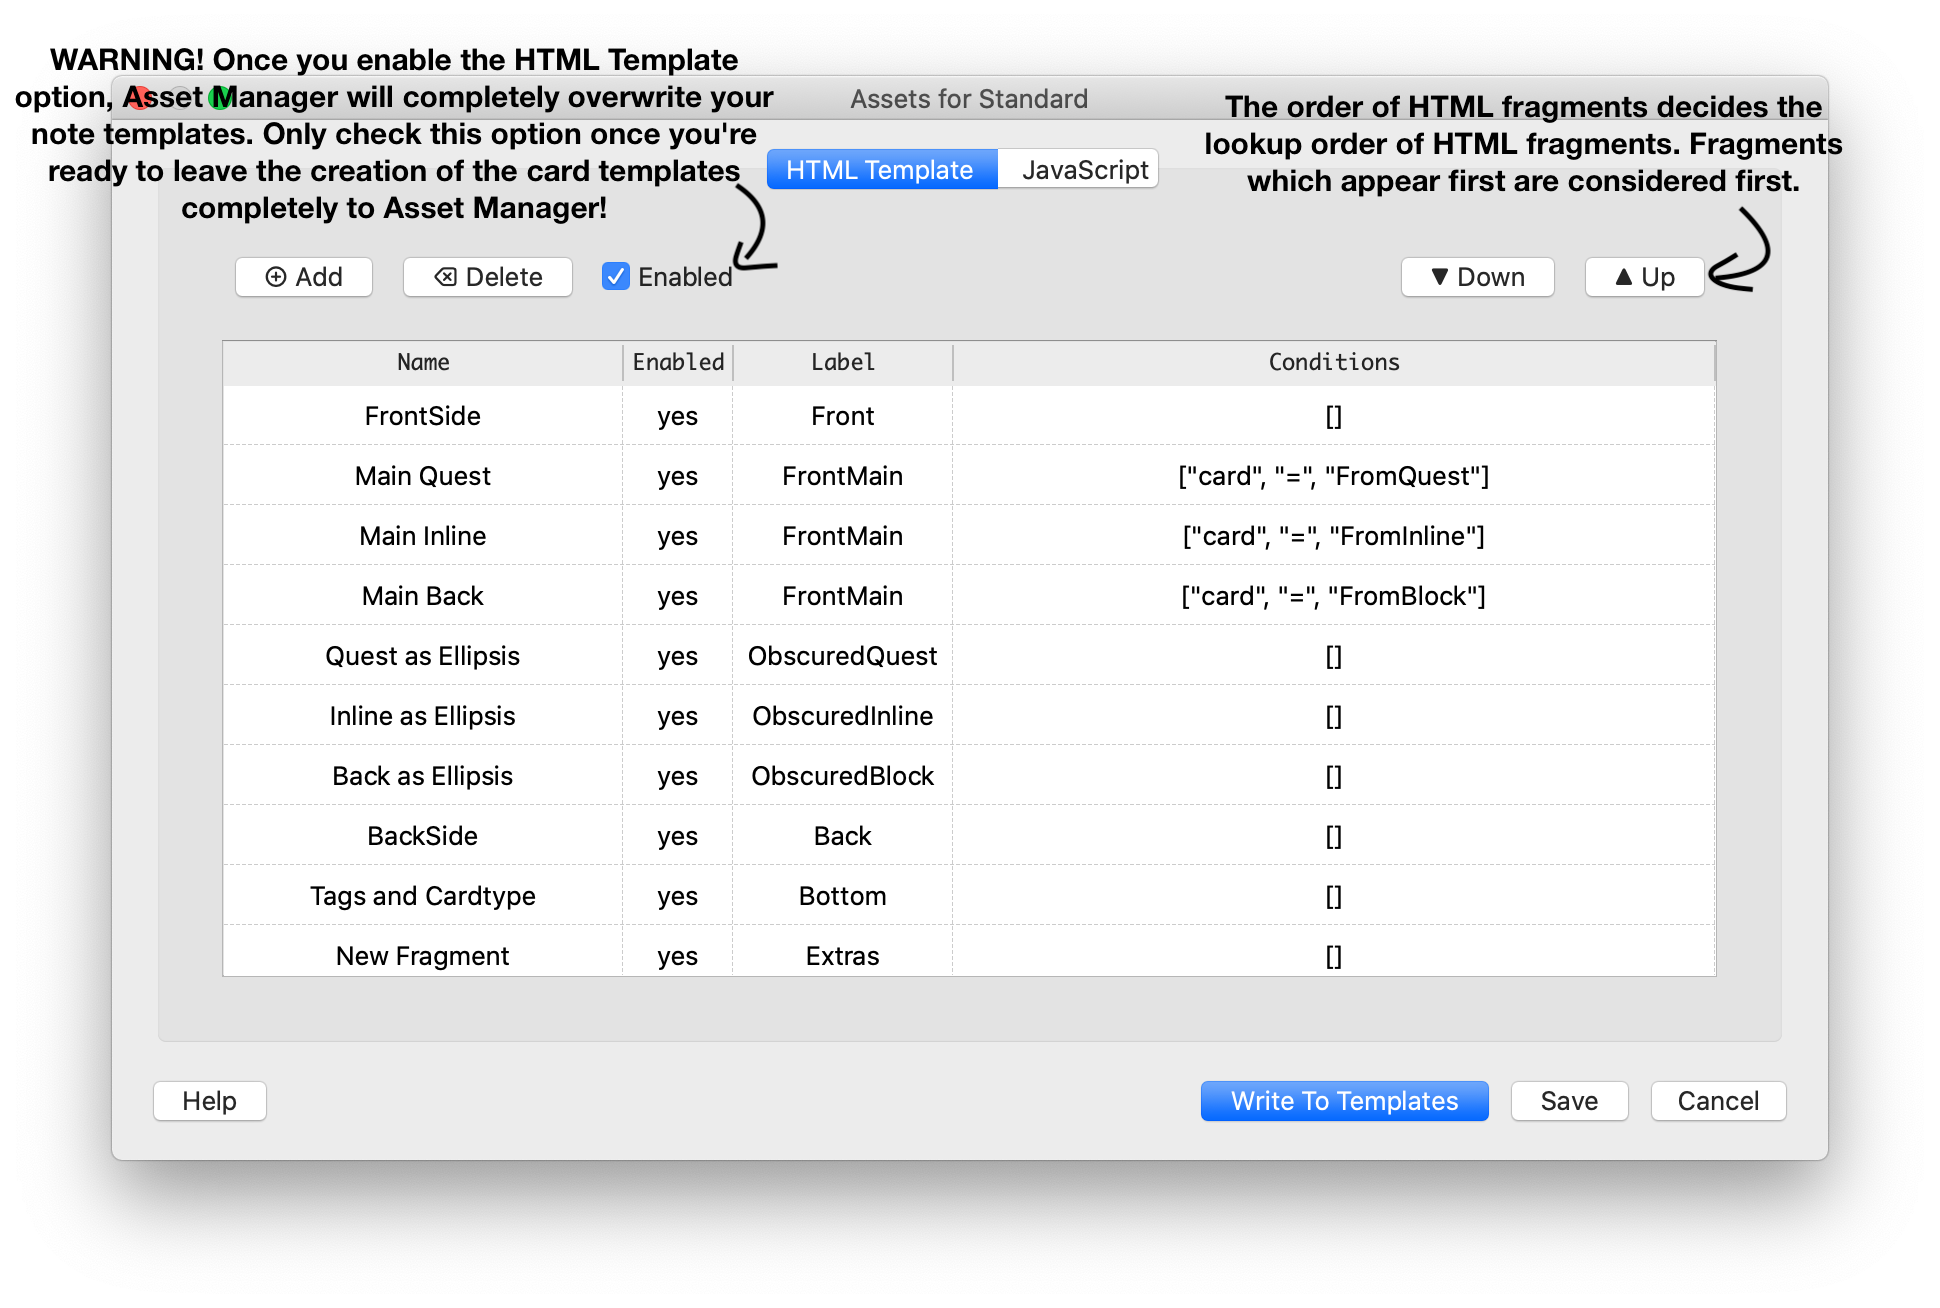 WARNING! Once you enable the HTML Template
option, Asset Manager will completely overwrite your
note templates. Only check this option once you're
ready to leave the creation of the card templates
completely to Asset Manager!
Assets for Standard
The order of HTML fragments decides the
lookup order of HTML fragments. Fragments
which appear first are considered first.
HTML Template JavaScript
Add Delete Enabled Down Up
Name Enabled Label Conditions
FrontSide yes Front []
Main Quest yes FrontMain ["card", "=", "FromQuest"]
Main Inline yes FrontMain ["card", "=", "FromInline"]
Main Back yes FrontMain ["card", "=", "FromBlock"]
Quest as Ellipsis yes ObscuredQuest []
Inline as Ellipsis yes ObscuredInline []
Back as Ellipsis yes ObscuredBlock []
BackSide yes Back []
Tags and Cardtype yes Bottom []
New Fragment yes Extras []
Help Write To Templates Save Cancel